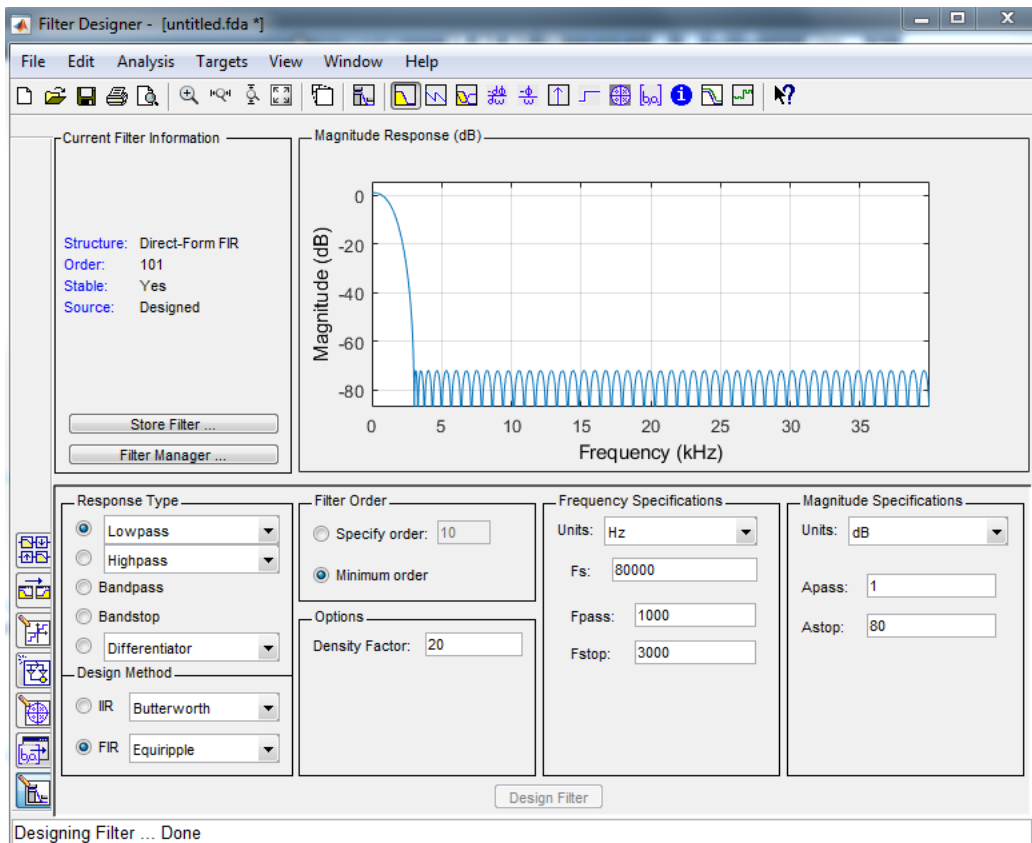 Filter Designer - [untitled.fda *]
File Edit Analysis Targets View Window Help
Current Filter Information
Structure: Direct-Form FIR
Order: 101
Stable: Yes
Source: Designed
Store Filter ...
Filter Manager ...
Magnitude Response (dB)
Magnitude (dB)
0
-20
-40
-60
-80
0 5 10 15 20 25 30 35
Frequency (kHz)
Response Type
Lowpass
Highpass
Bandpass
Bandstop
Differentiator
Design Method
IIR Butterworth
FIR Equiripple
Filter Order
Specify order: 10
Minimum order
Options
Density Factor: 20
Frequency Specifications
Units: Hz
Fs: 80000
Fpass: 1000
Fstop: 3000
Magnitude Specifications
Units: dB
Apass: 1
Astop: 80
Design Filter
Designing Filter ... Done